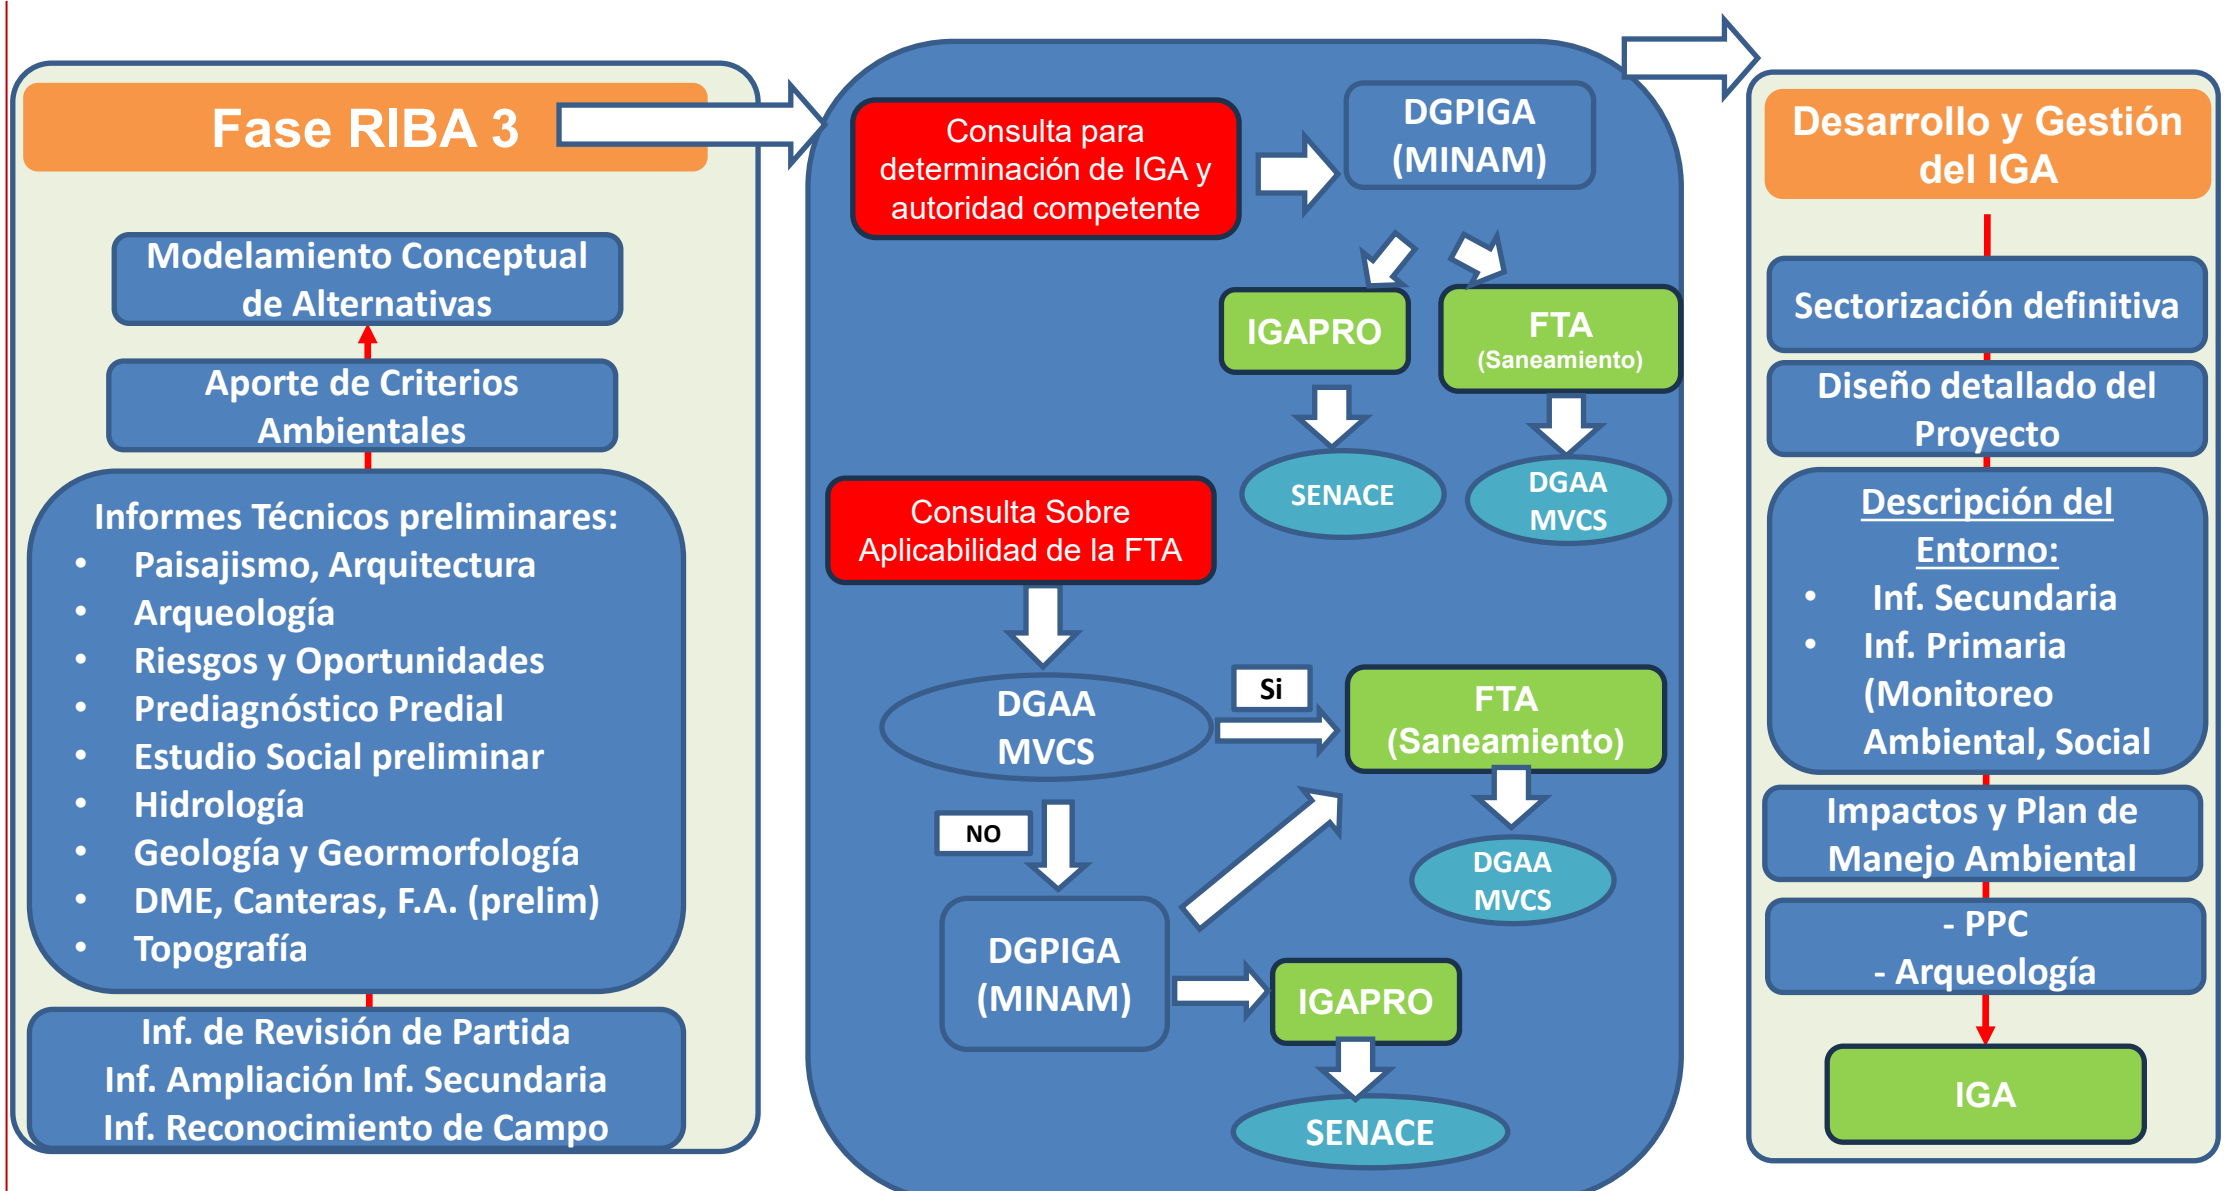 Fase RIBA 3
Modelamiento Conceptual
de Alternativas
Aporte de Criterios
Ambientales
Informes Técnicos preliminares:
• Paisajismo, Arquitectura
• Arqueología
• Riesgos y Oportunidades
• Prediagnóstico Predial
• Estudio Social preliminar
• Hidrología
• Geología y Geormorfología
• DME, Canteras, F.A. (prelim)
• Topografía
Inf. de Revisión de Partida
Inf. Ampliación Inf. Secundaria
Inf. Reconocimiento de Campo
Consulta para
determinación de IGA y
autoridad competente
DGPIGA
(MINAM)
IGAPRO
FTA
(Saneamiento)
SENACE
DGAA
MVCS
Consulta Sobre
Aplicabilidad de la FTA
DGAA
MVCS
Si
FTA
(Saneamiento)
NO
DGAA
MVCS
DGPIGA
(MINAM)
IGAPRO
SENACE
Desarrollo y Gestión
del IGA
Sectorización definitiva
Diseño detallado del
Proyecto
Descripción del
Entorno:
• Inf. Secundaria
• Inf. Primaria
(Monitoreo
Ambiental, Social
Impactos y Plan de
Manejo Ambiental
- PPC
- Arqueología
IGA